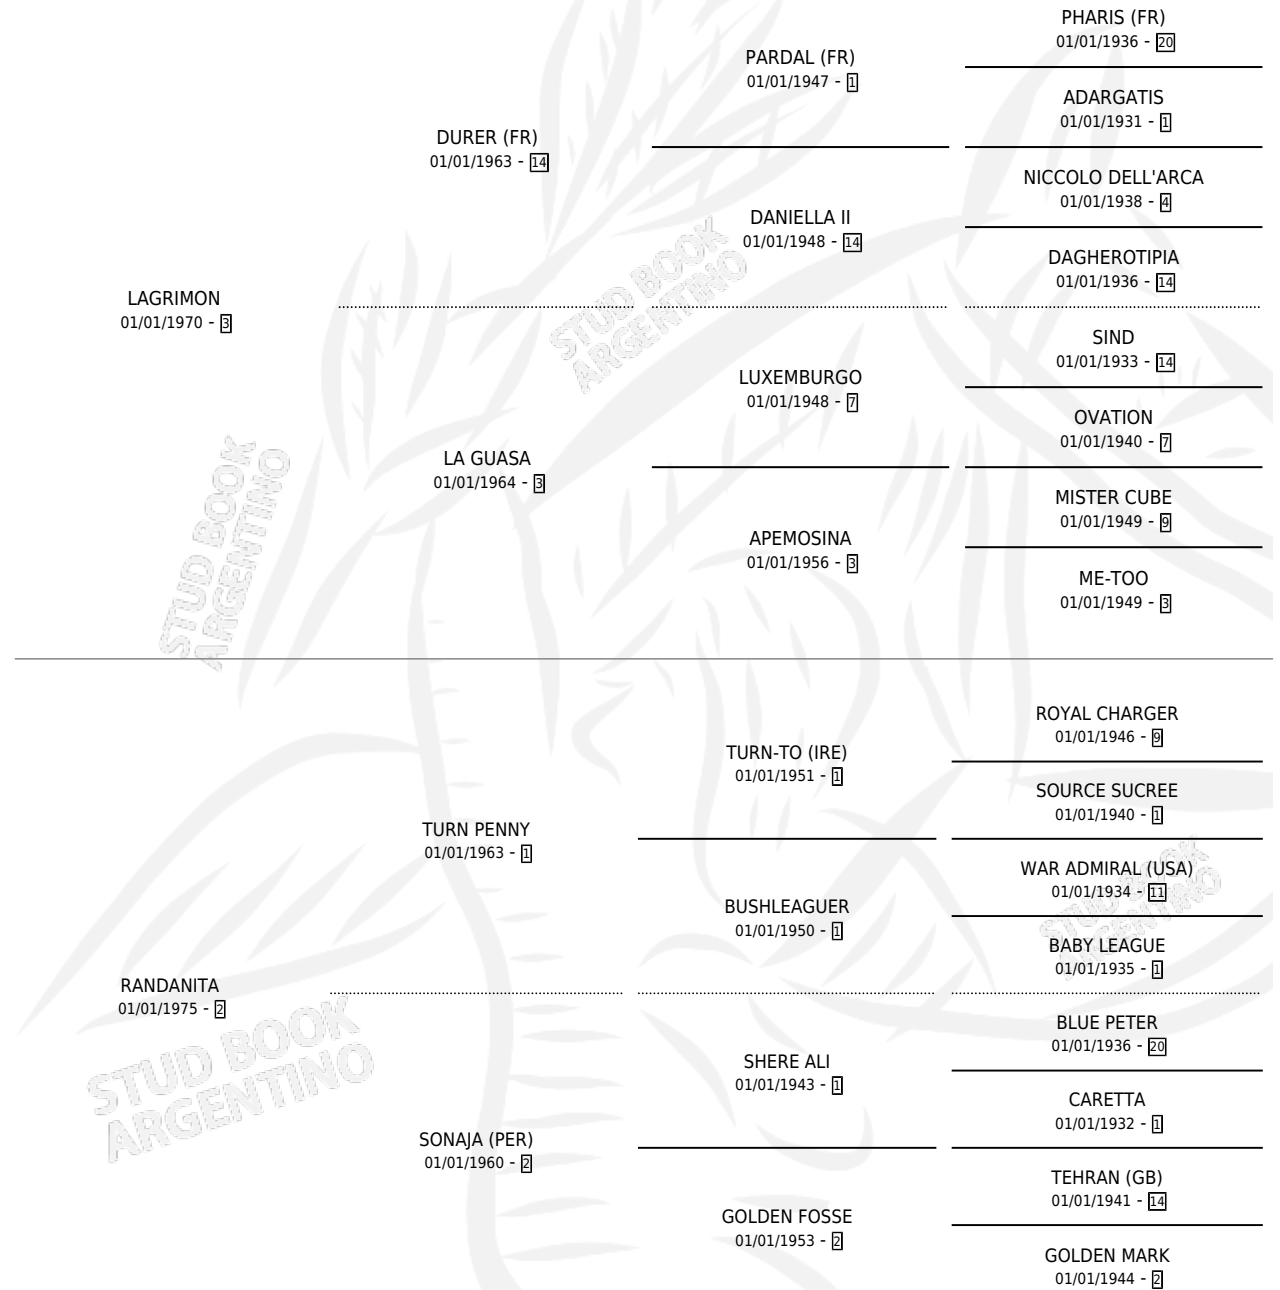 PHARIS (FR)
01/01/1936 - 20
PARDAL (FR)
01/01/1947 - 1
ADARGATIS
01/01/1931 - 1
DURER (FR)
01/01/1963 - 14
NICCOLO DELL'ARCA
01/01/1938 - 4
DANIELLA II
01/01/1948 - 14
DAGHEROTIPIA
01/01/1936 - 14
LAGRIMON
01/01/1970 - 3
SIND
01/01/1933 - 14
LUXEMBURGO
01/01/1948 - 7
OVATION
01/01/1940 - 7
LA GUASA
01/01/1964 - 3
MISTER CUBE
01/01/1949 - 9
APEMOSINA
01/01/1956 - 3
ME-TOO
01/01/1949 - 3
STUD BOOK
ARGENTINO
STUD BOOK
ARGENTINO
ROYAL CHARGER
01/01/1946 - 9
TURN-TO (IRE)
01/01/1951 - 1
SOURCE SUCREE
01/01/1940 - 1
TURN PENNY
01/01/1963 - 1
WAR ADMIRAL (USA)
01/01/1934 - 11
BUSHLEAGUER
01/01/1950 - 1
BABY LEAGUE
01/01/1935 - 1
STUD BOOK
ARGENTINO
RANDANITA
01/01/1975 - 2
BLUE PETER
01/01/1936 - 20
SHERE ALI
01/01/1943 - 1
CARETTA
01/01/1932 - 1
SONAJA (PER)
01/01/1960 - 2
TEHRAN (GB)
01/01/1941 - 14
GOLDEN FOSSE
01/01/1953 - 2
GOLDEN MARK
01/01/1944 - 2
STUD BOOK
ARGENTINO